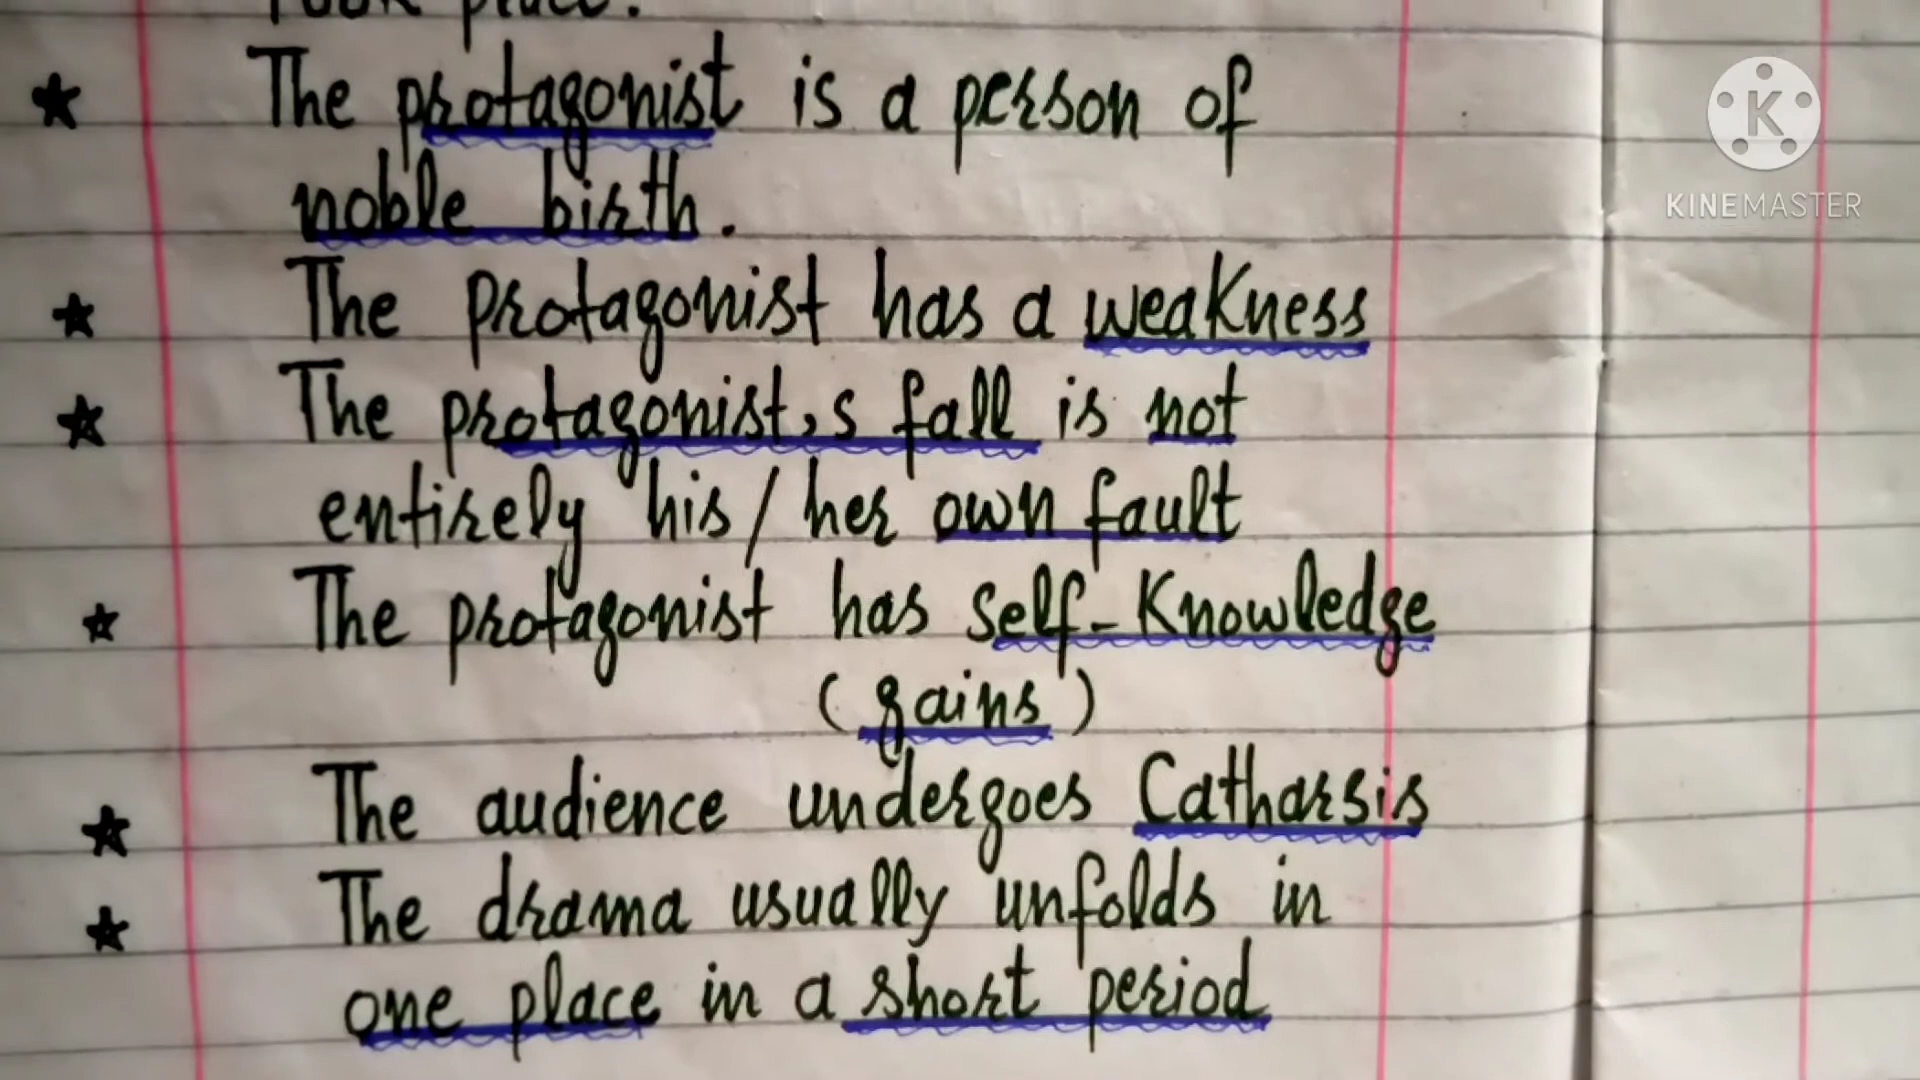 Took place.
★ The protagonist is a person of
noble birth.
★ The protagonist has a weakness
★ The protagonist,s fall is not
entirely his/her own fault
★ The protagonist has self-Knowledge
(gains)
★ The audience undergoes Catharsis
★ The drama usually unfolds in
one place in a short period
K
KINEMASTER